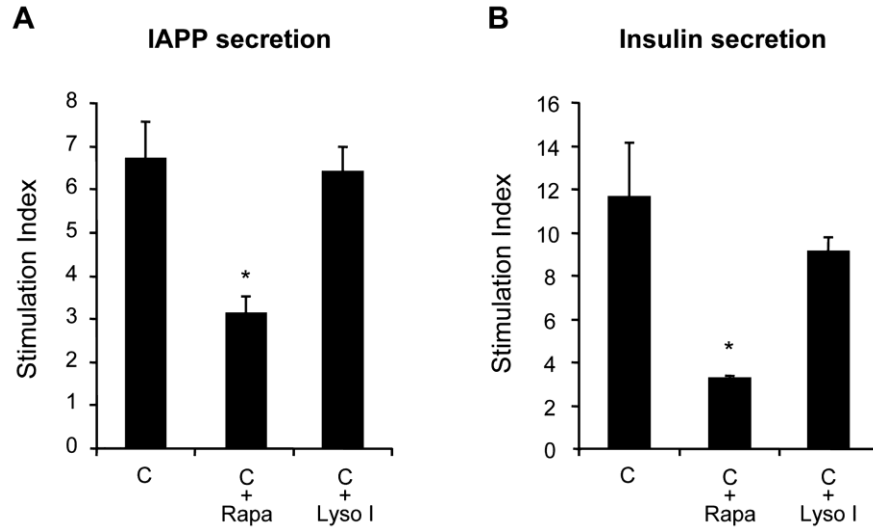 A
IAPP secretion
Stimulation Index
8
7
6
5
4
3
2
1
0
*
C
C
+
Rapa
C
+
Lyso I
B
Insulin secretion
Stimulation Index
16
14
12
10
8
6
4
2
0
*
C
C
+
Rapa
C
+
Lyso I